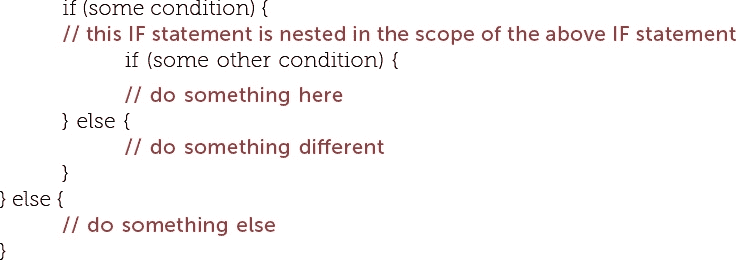 if (some condition) {
// this IF statement is nested in the scope of the above IF statement
if (some other condition) {
// do something here
} else {
// do something different
}
} else {
// do something else
}